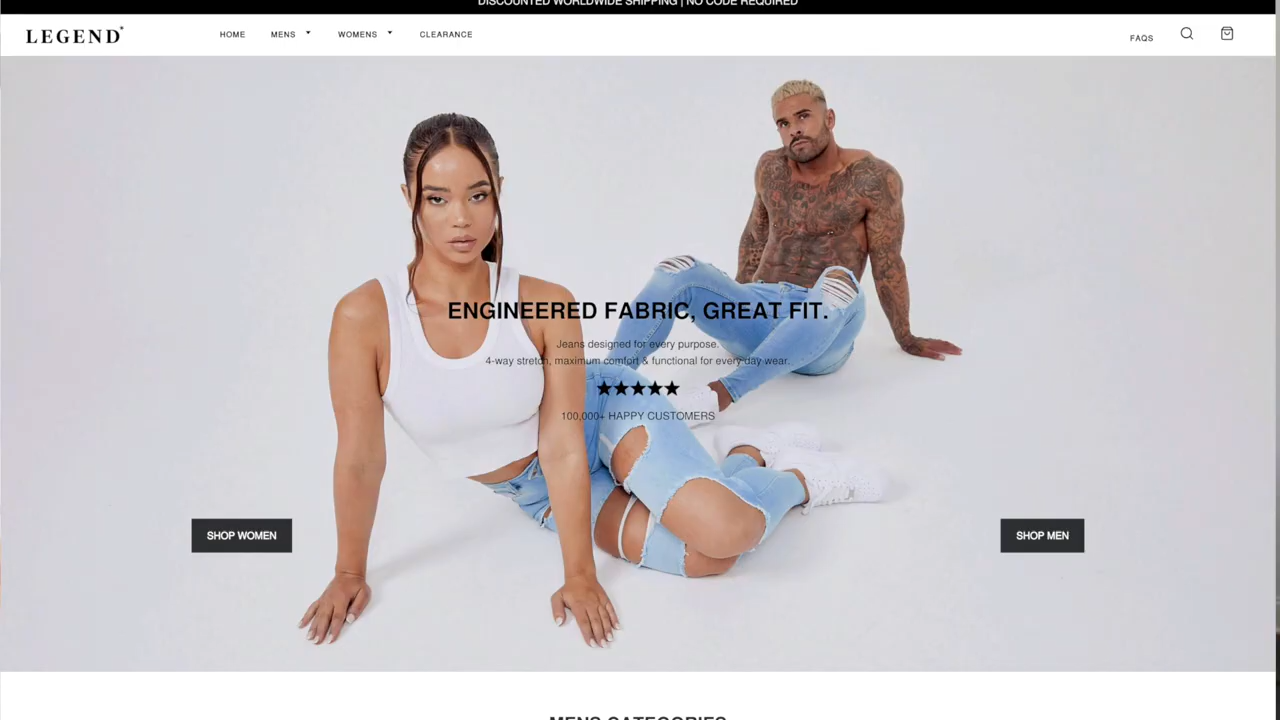 DISCOUNTED WORLDWIDE SHIPPING | NO CODE REQUIRED
LEGEND
HOME MENS WOMENS CLEARANCE FAQS
ENGINEERED FABRIC, GREAT FIT.
Jeans designed for every purpose.
4-way stretch, maximum comfort & functional for every day wear.
★★★★★
100,000+ HAPPY CUSTOMERS
SHOP WOMEN SHOP MEN
MENS CATEGORIES